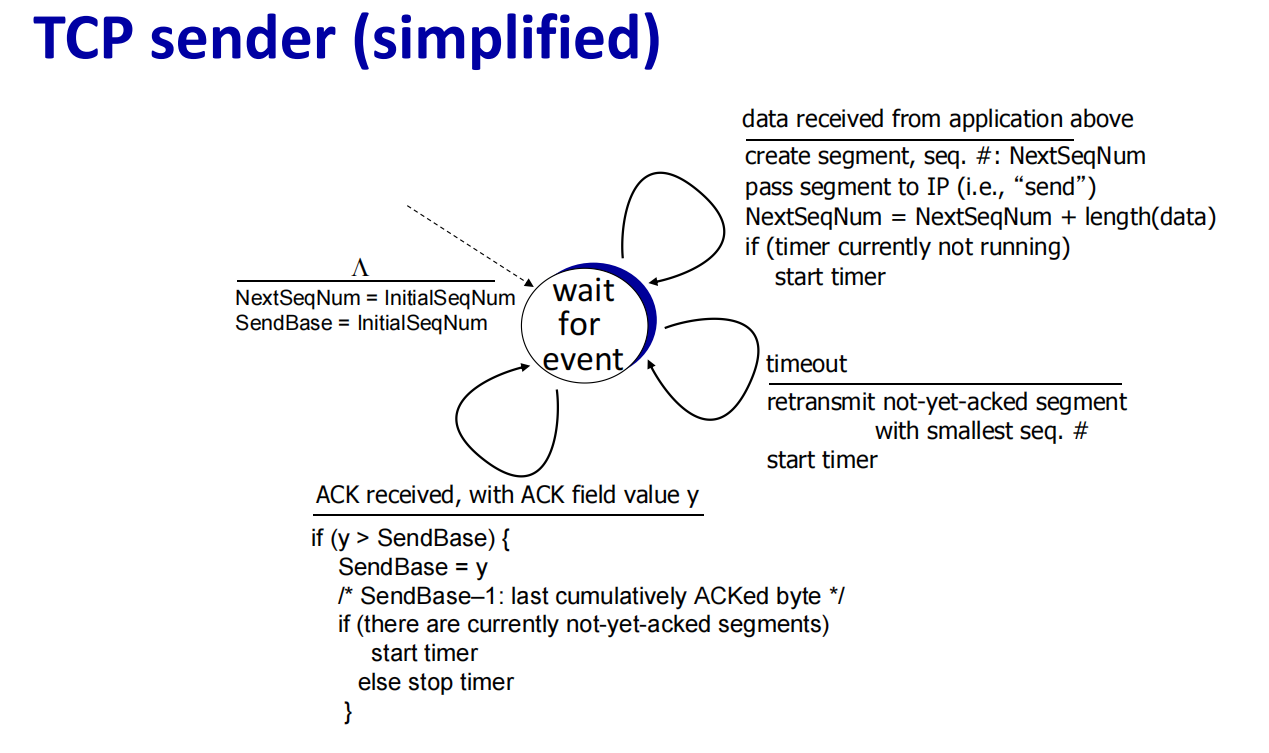 TCP sender (simplified)
data received from application above
create segment, seq. #: NextSeqNum
pass segment to IP (i.e., “send”)
NextSeqNum = NextSeqNum + length(data)
if (timer currently not running)
start timer
Λ
NextSeqNum = InitialSeqNum
SendBase = InitialSeqNum
wait
for
event
timeout
retransmit not-yet-acked segment
with smallest seq. #
start timer
ACK received, with ACK field value y
if (y > SendBase) {
SendBase = y
/* SendBase–1: last cumulatively ACKed byte */
if (there are currently not-yet-acked segments)
start timer
else stop timer
}